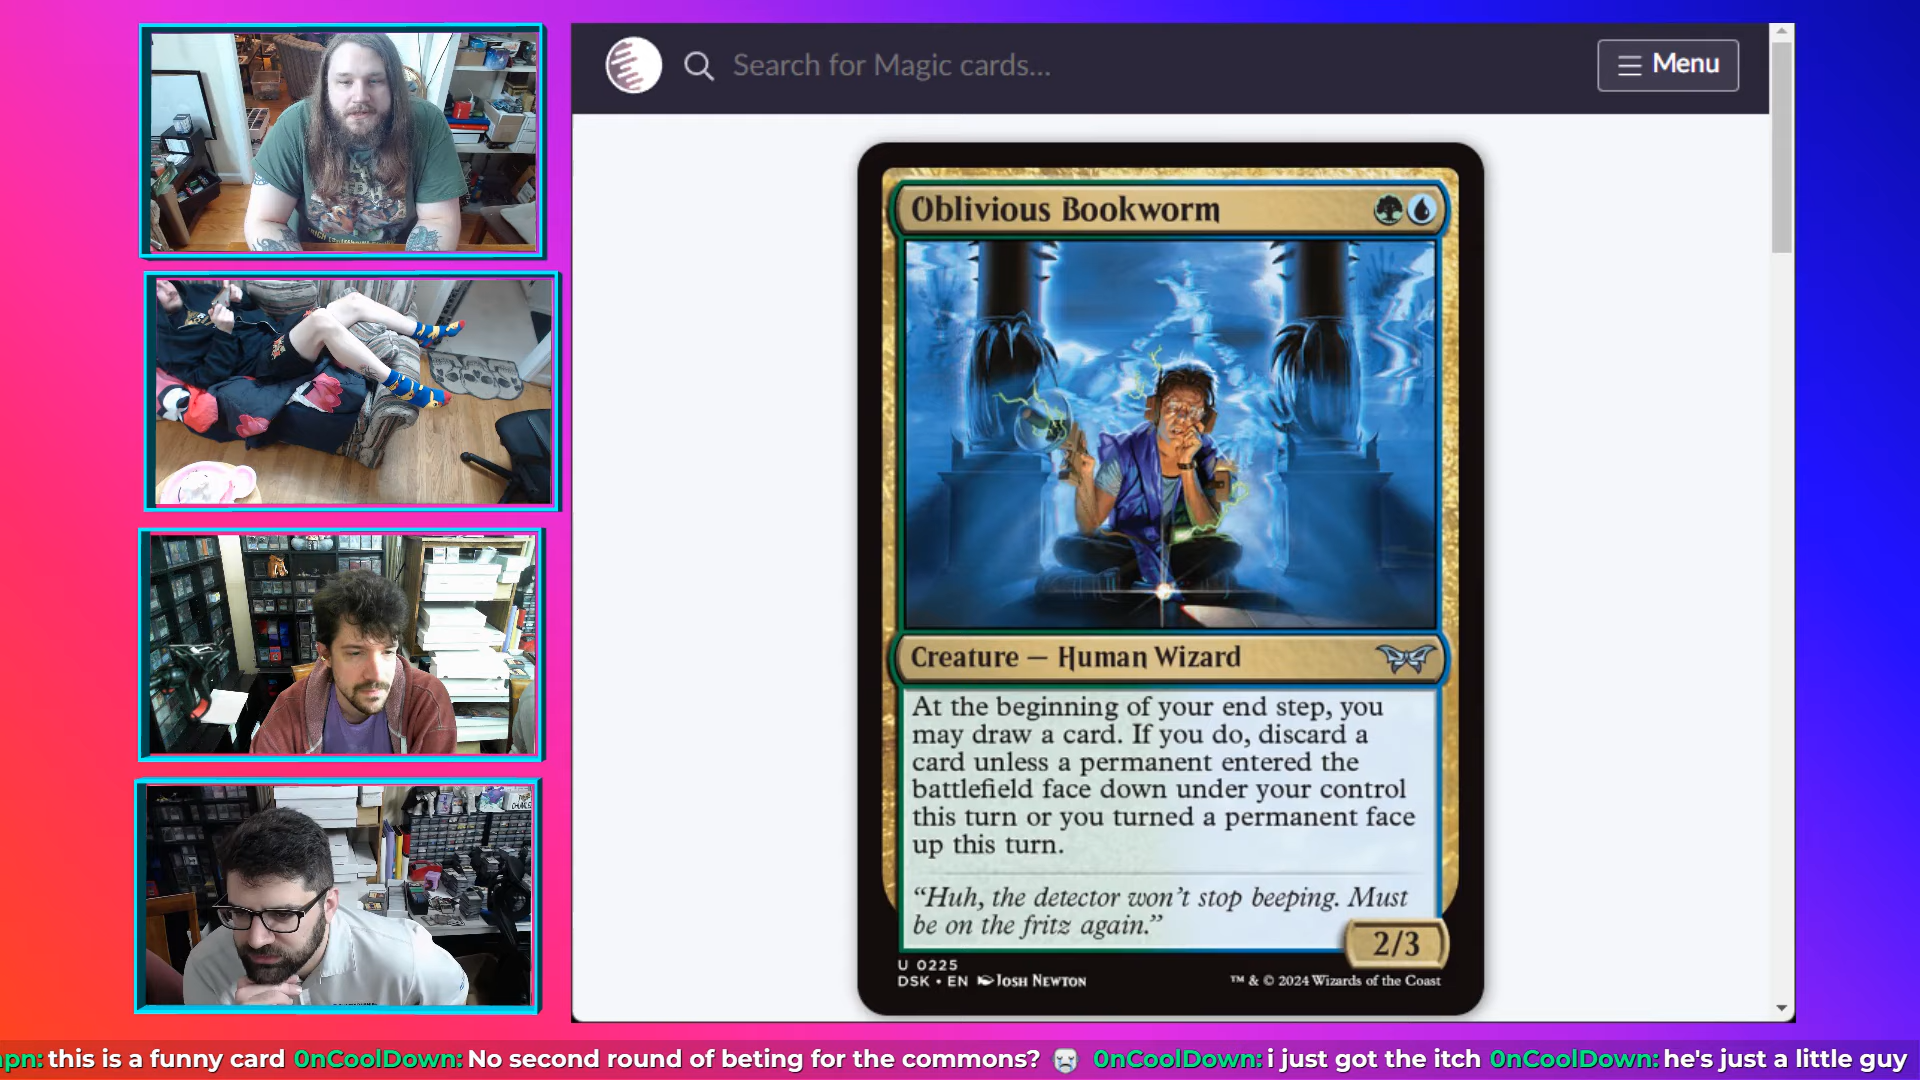 Search for Magic cards...
Menu
Oblivious Bookworm
Creature — Human Wizard
At the beginning of your end step, you
may draw a card. If you do, discard a
card unless a permanent entered the
battlefield face down under your control
this turn or you turned a permanent face
up this turn.
“Huh, the detector won’t stop beeping. Must
be on the fritz again.”
2/3
U 0225
DSK • EN Josh Newton
™ & © 2024 Wizards of the Coast
this is a funny card 0nCoolDown: No second round of beting for the commons? 0nCoolDown: i just got the itch 0nCoolDown: he's just a little guy